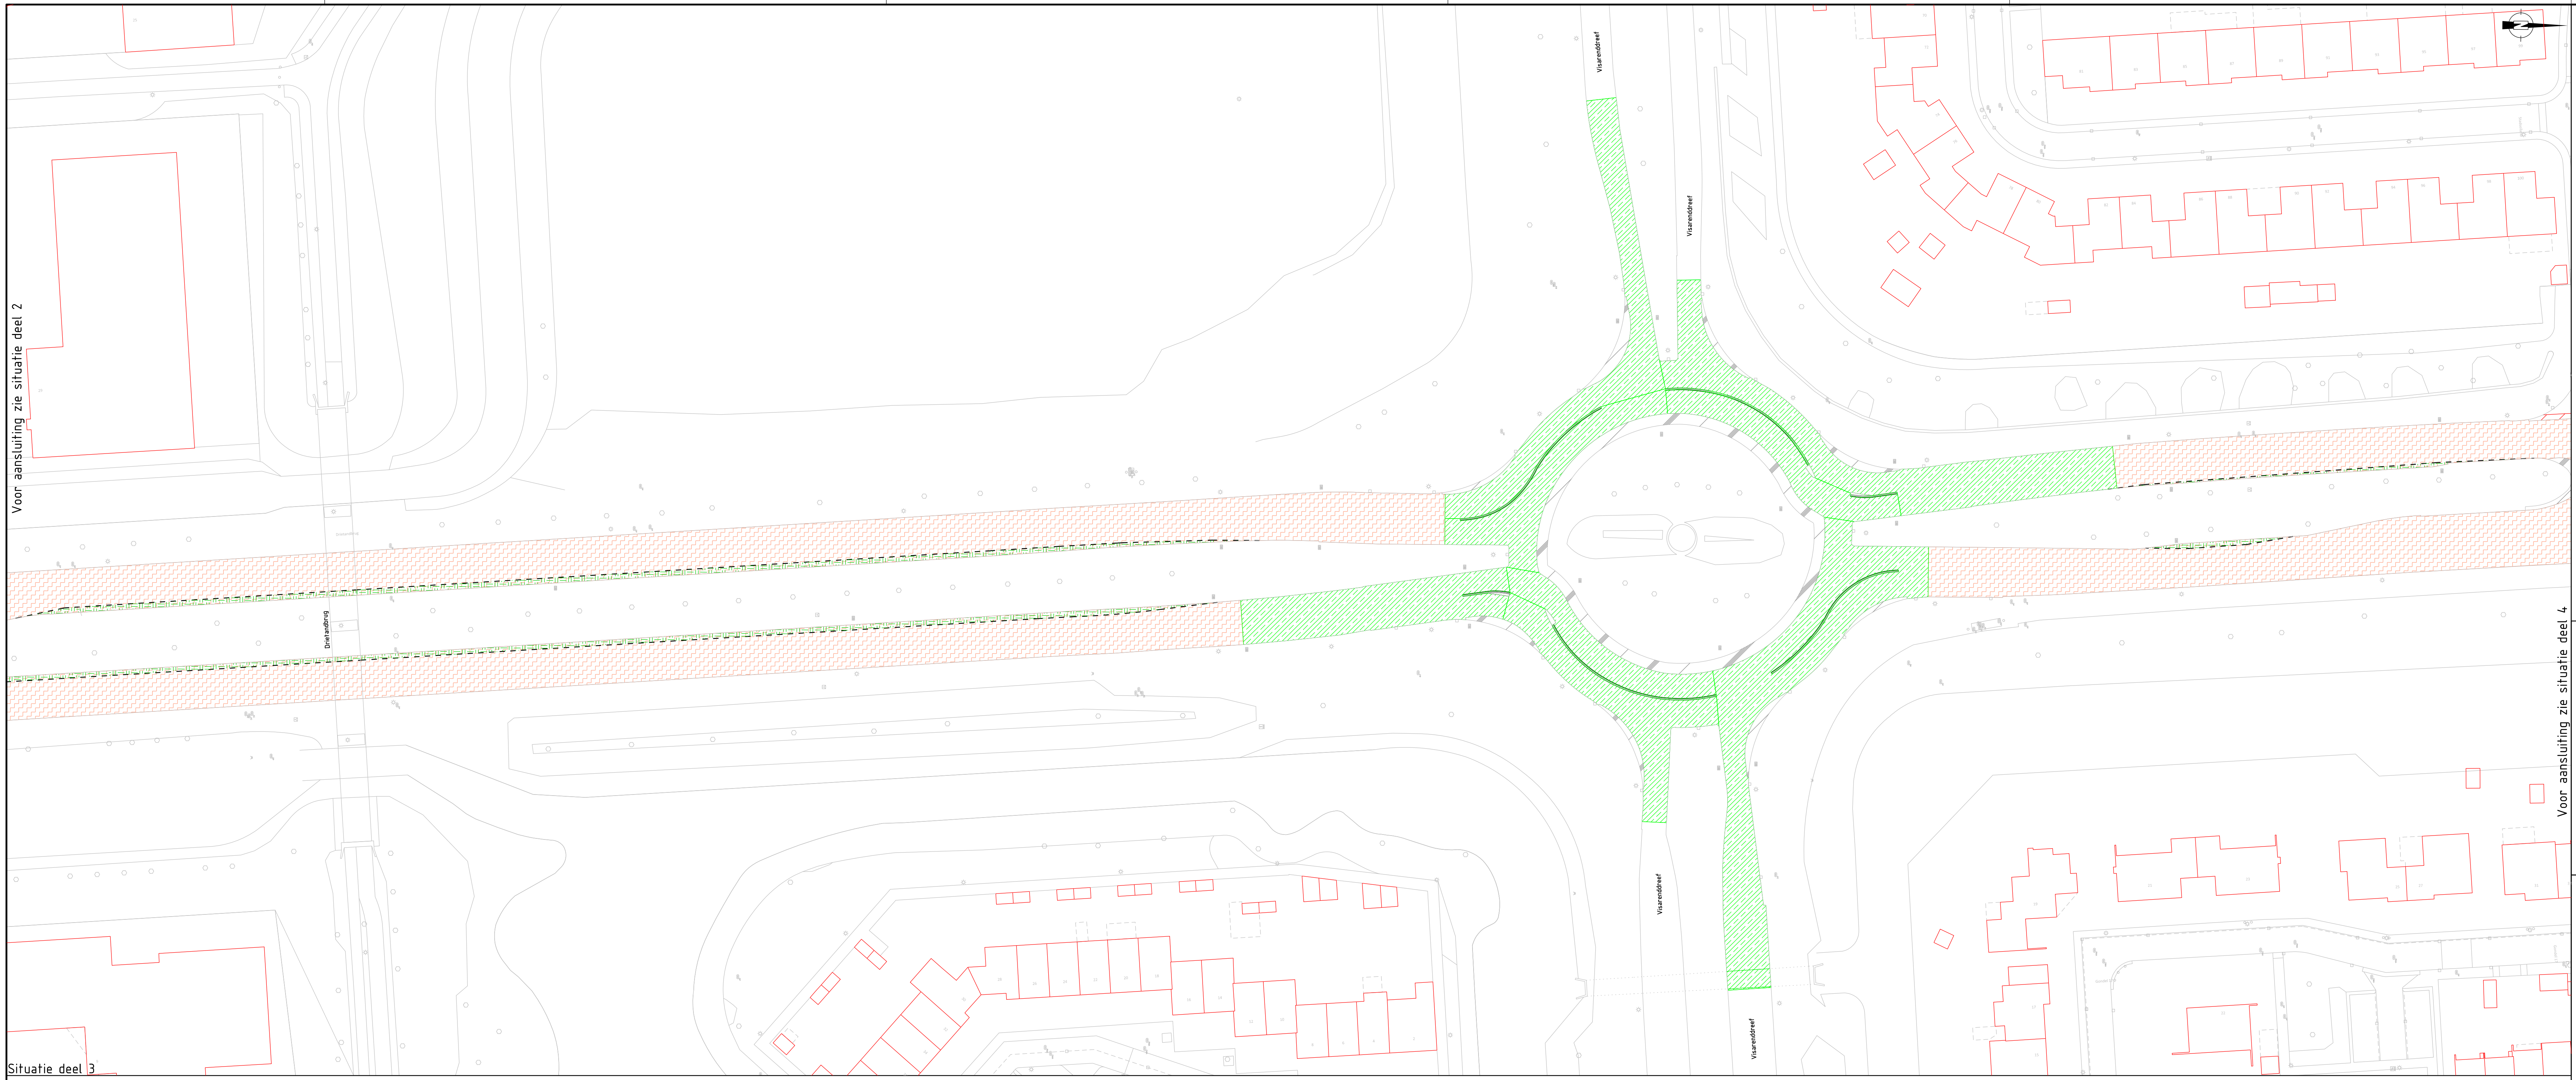 Visarenddreef
Visarenddreef
Voor aansluiting zie situatie deel 2
Drietandbrug
Voor aansluiting zie situatie deel 4
Visarenddreef
Visarenddreef
Situatie deel 3